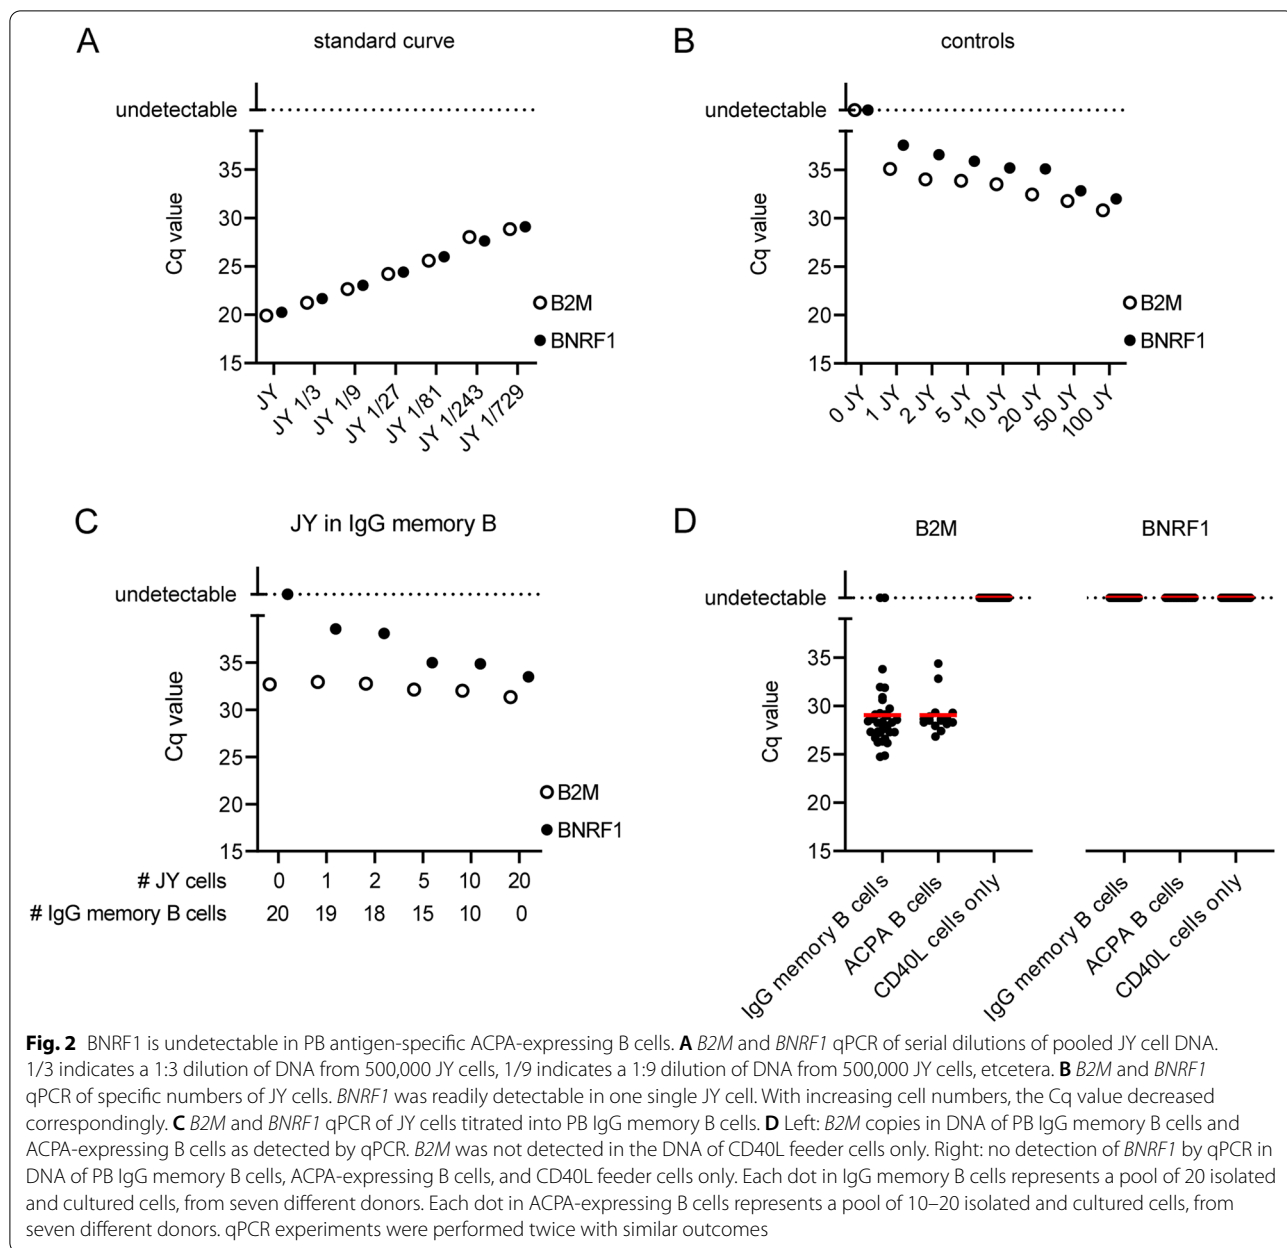 A
standard curve
undetectable
35
30
25
20
15
Cq value
B2M
BNRF1
JY
JY 1/3
JY 1/9
JY 1/27
JY 1/81
JY 1/243
JY 1/729
B
controls
undetectable
35
30
25
20
15
Cq value
B2M
BNRF1
0 JY
1 JY
2 JY
5 JY
10 JY
20 JY
50 JY
100 JY
C
JY in IgG memory B
undetectable
35
30
25
20
15
Cq value
B2M
BNRF1
# JY cells 0 1 2 5 10 20
# IgG memory B cells 20 19 18 15 10 0
D
B2M
BNRF1
undetectable
35
30
25
20
15
Cq value
IgG memory B cells
ACPA B cells
CD40L cells only
IgG memory B cells
ACPA B cells
CD40L cells only
Fig. 2 BNRF1 is undetectable in PB antigen-specific ACPA-expressing B cells. A B2M and BNRF1 qPCR of serial dilutions of pooled JY cell DNA.
1/3 indicates a 1:3 dilution of DNA from 500,000 JY cells, 1/9 indicates a 1:9 dilution of DNA from 500,000 JY cells, etcetera. B B2M and BNRF1
qPCR of specific numbers of JY cells. BNRF1 was readily detectable in one single JY cell. With increasing cell numbers, the Cq value decreased
correspondingly. C B2M and BNRF1 qPCR of JY cells titrated into PB IgG memory B cells. D Left: B2M copies in DNA of PB IgG memory B cells and
ACPA-expressing B cells as detected by qPCR. B2M was not detected in the DNA of CD40L feeder cells only. Right: no detection of BNRF1 by qPCR in
DNA of PB IgG memory B cells, ACPA-expressing B cells, and CD40L feeder cells only. Each dot in IgG memory B cells represents a pool of 20 isolated
and cultured cells, from seven different donors. Each dot in ACPA-expressing B cells represents a pool of 10–20 isolated and cultured cells, from
seven different donors. qPCR experiments were performed twice with similar outcomes